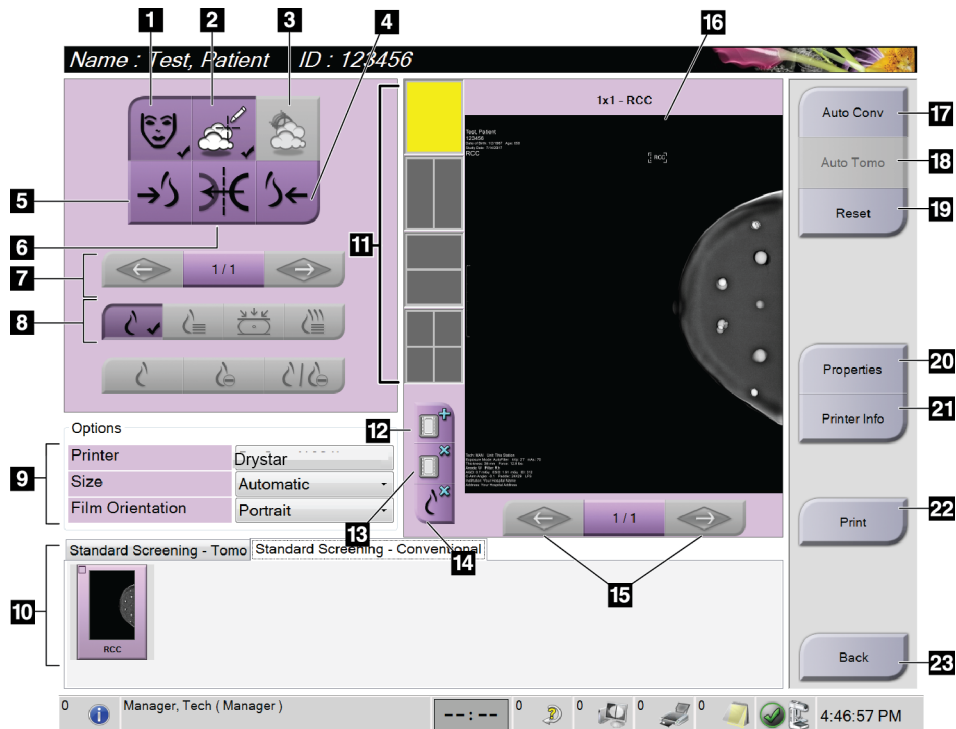 1
2
3
4
16
Name : Test, Patient ID : 123456
5
6
7
1 / 1
8
11
1x1 - RCC
Test, Patient
123456
RCC
RCC
Auto Conv
17
Auto Tomo
18
Reset
19
Properties
20
Printer Info
21
Print
22
Back
23
Options
9
Printer
Drystar
Size
Automatic
Film Orientation
Portrait
12
13
14
1 / 1
15
10
Standard Screening - Tomo
Standard Screening - Conventional
RCC
0
Manager, Tech ( Manager )
--:--
0
0
0
0
4:46:57 PM